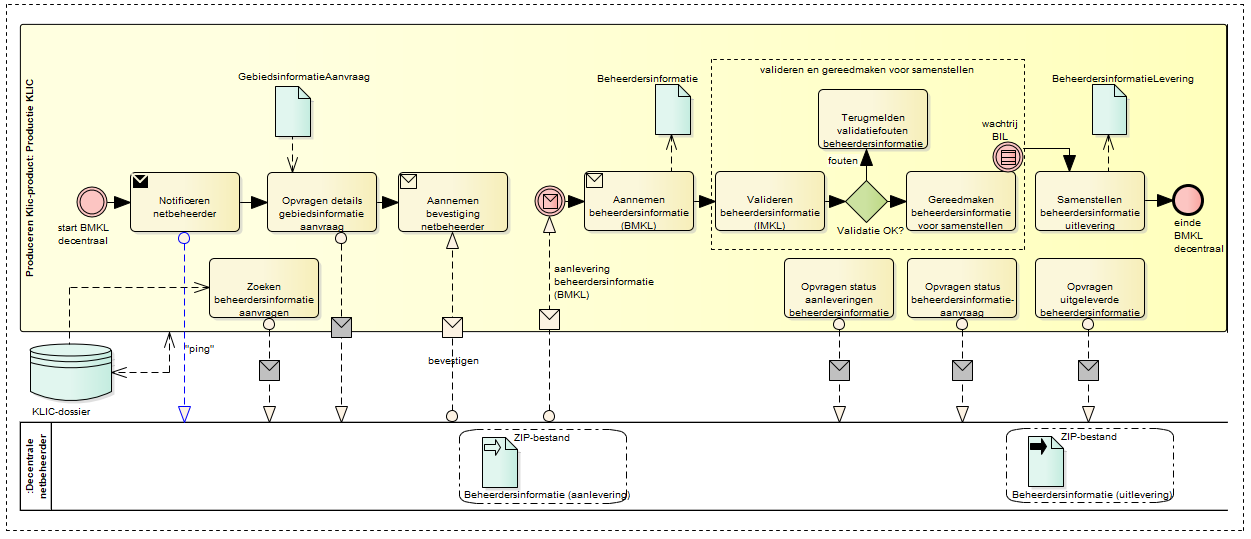 Produceren Klic-product: Productie KLIC
GebiedsinformatieAanvraag
Beheerdersinformatie
valideren en gereedmaken voor samenstellen
BeheerdersinformatieLevering
Terugmelden
validatiefouten
beheerdersinformatie
wachtrij
BIL
fouten
start BMKL
decentraal
Notificeren
netbeheerder
Opvragen details
gebiedsinformatie
aanvraag
Aannemen
bevestiging
netbeheerder
Aannemen
beheerdersinformatie
(BMKL)
Valideren
beheerdersinformatie
(IMKL)
Validatie OK?
Gereedmaken
beheerdersinformatie
voor samenstellen
Samenstellen
beheerdersinformatie
uitlevering
einde
BMKL
decentraal
Zoeken
beheerdersinformatie
aanvragen
aanlevering
beheerdersinformatie
(BMKL)
Opvragen status
aanleveringen
beheerdersinformatie
Opvragen status
beheerdersinformatie-
aanvraag
Opvragen
uitgeleverde
beheerdersinformatie
"ping"
bevestigen
KLIC-dossier
:Decentrale
netbeheerder
ZIP-bestand
Beheerdersinformatie (aanlevering)
ZIP-bestand
Beheerdersinformatie (uitlevering)